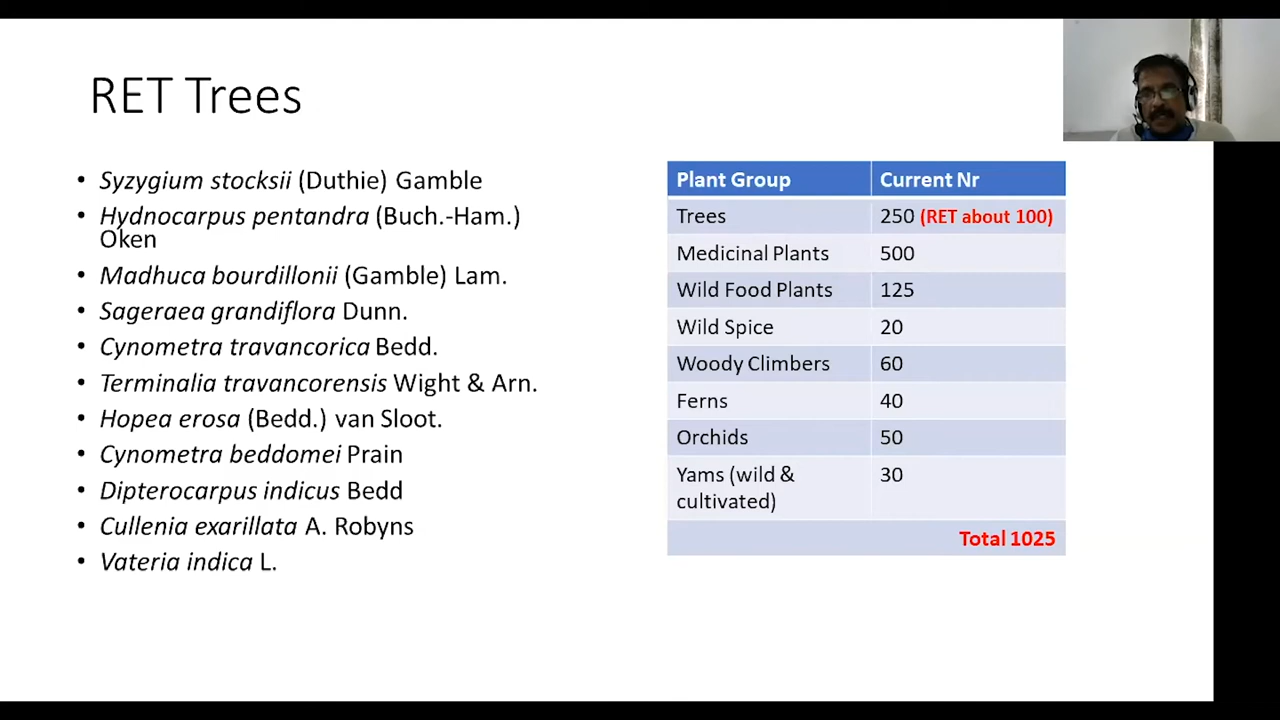 RET Trees
• Syzygium stocksii (Duthie) Gamble
• Hydnocarpus pentandra (Buch.-Ham.)
Oken
• Madhuca bourdillonii (Gamble) Lam.
• Sageraea grandiflora Dunn.
• Cynometra travancorica Bedd.
• Terminalia travancorensis Wight & Arn.
• Hopea erosa (Bedd.) van Sloot.
• Cynometra beddomei Prain
• Dipterocarpus indicus Bedd
• Cullenia exarillata A. Robyns
• Vateria indica L.
Plant Group Current Nr
Trees 250 (RET about 100)
Medicinal Plants 500
Wild Food Plants 125
Wild Spice 20
Woody Climbers 60
Ferns 40
Orchids 50
Yams (wild & 30
cultivated)
Total 1025